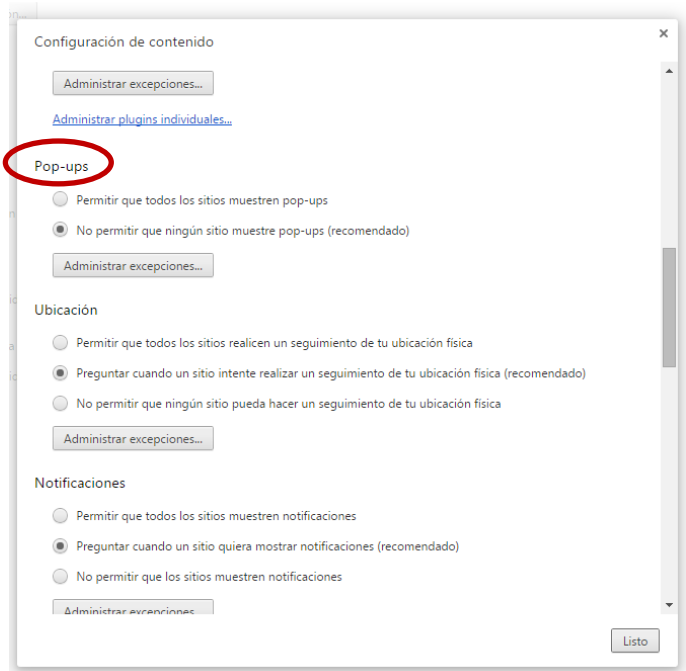 Configuración de contenido
Administrar excepciones...
Administrar plugins individuales...
Pop-ups
Permitir que todos los sitios muestren pop-ups
No permitir que ningún sitio muestre pop-ups (recomendado)
Administrar excepciones...
Ubicación
Permitir que todos los sitios realicen un seguimiento de tu ubicación física
Preguntar cuando un sitio intente realizar un seguimiento de tu ubicación física (recomendado)
No permitir que ningún sitio pueda hacer un seguimiento de tu ubicación física
Administrar excepciones...
Notificaciones
Permitir que todos los sitios muestren notificaciones
Preguntar cuando un sitio quiera mostrar notificaciones (recomendado)
No permitir que los sitios muestren notificaciones
Administrar excepciones...
Listo